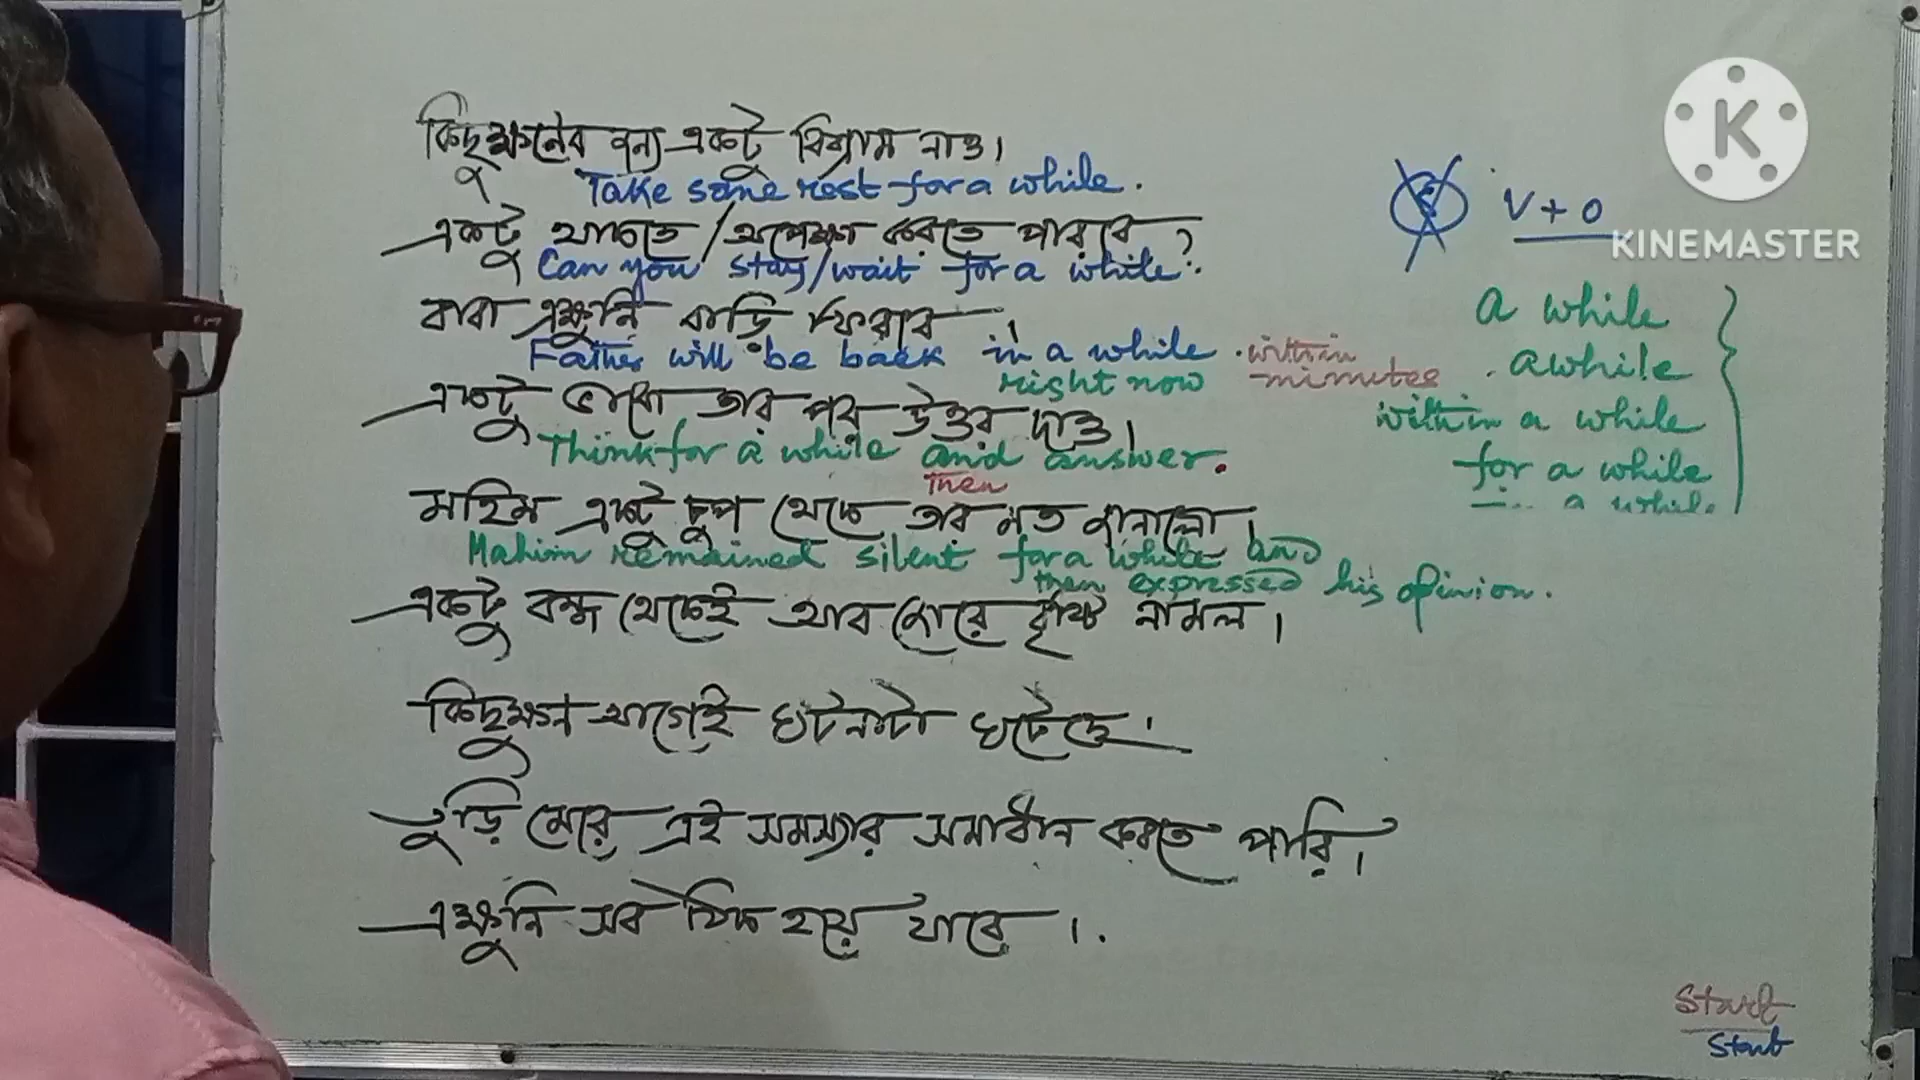 কিছুক্ষনের জন্য একটু বিশ্রাম নাও।
Take some rest for a while.
একটু থাকতে/অপেক্ষা করতে পারবে?
Can you stay/wait for a while.
বাবা এক্ষুনি বাড়ি ফিরবে।
Father will be back in a while. within
right now minutes
একটু ভাবো তার পর উত্তর দাও।
Think for a while and answer.
then
মহিম একটু চুপ থেকে তার মত জানালো।
Mahim remained silent for a while and
then expressed his opinion.
একটু বন্ধ থেকেই আবার জোরে বৃষ্টি নামল।
কিছুক্ষন আগেই ঘটনাটা ঘটেছে।
তুড়ি মেরে এই সমস্যার সমাধান করতে পারি।
এক্ষুনি সব ঠিক হয়ে যাবে।
S V + O
a while
awhile
within a while
for a while
in a while
KINEMASTER
Start
Start